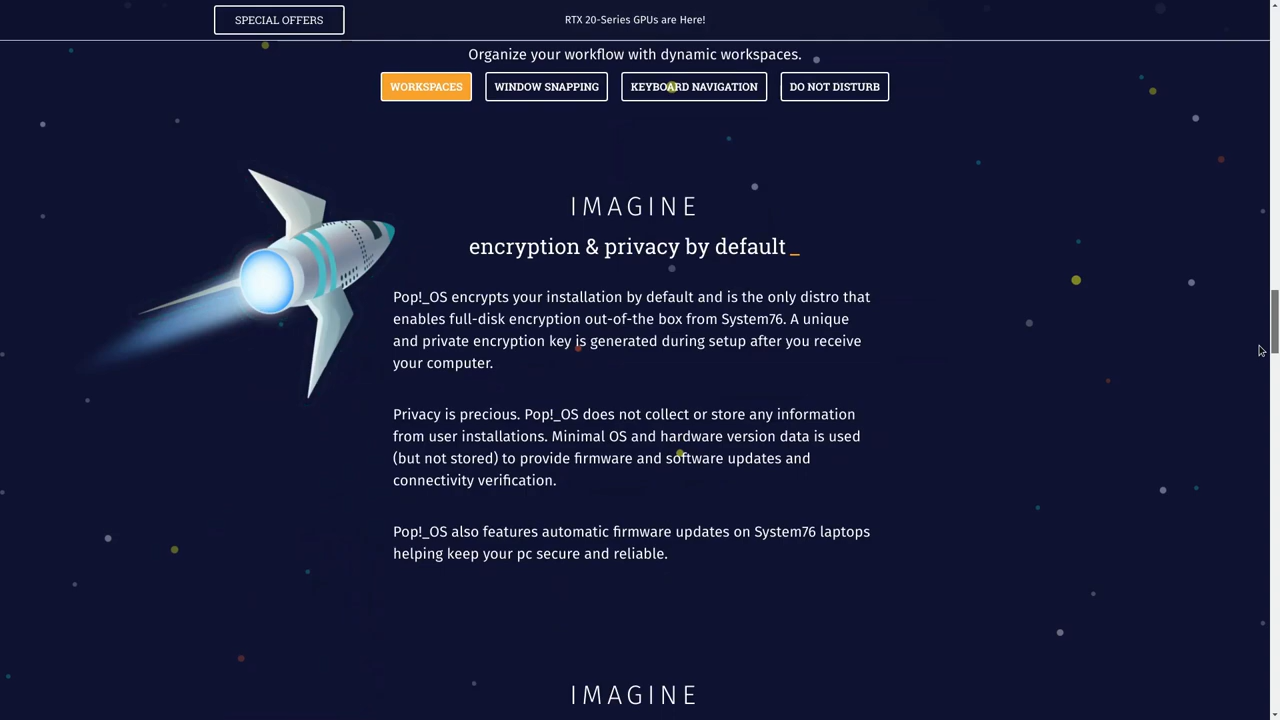 SPECIAL OFFERS
RTX 20-Series GPUs are Here!
Organize your workflow with dynamic workspaces.
WORKSPACES
WINDOW SNAPPING
KEYBOARD NAVIGATION
DO NOT DISTURB
IMAGINE
encryption & privacy by default_
Pop!_OS encrypts your installation by default and is the only distro that
enables full-disk encryption out-of-the box from System76. A unique
and private encryption key is generated during setup after you receive
your computer.
Privacy is precious. Pop!_OS does not collect or store any information
from user installations. Minimal OS and hardware version data is used
(but not stored) to provide firmware and software updates and
connectivity verification.
Pop!_OS also features automatic firmware updates on System76 laptops
helping keep your pc secure and reliable.
IMAGINE